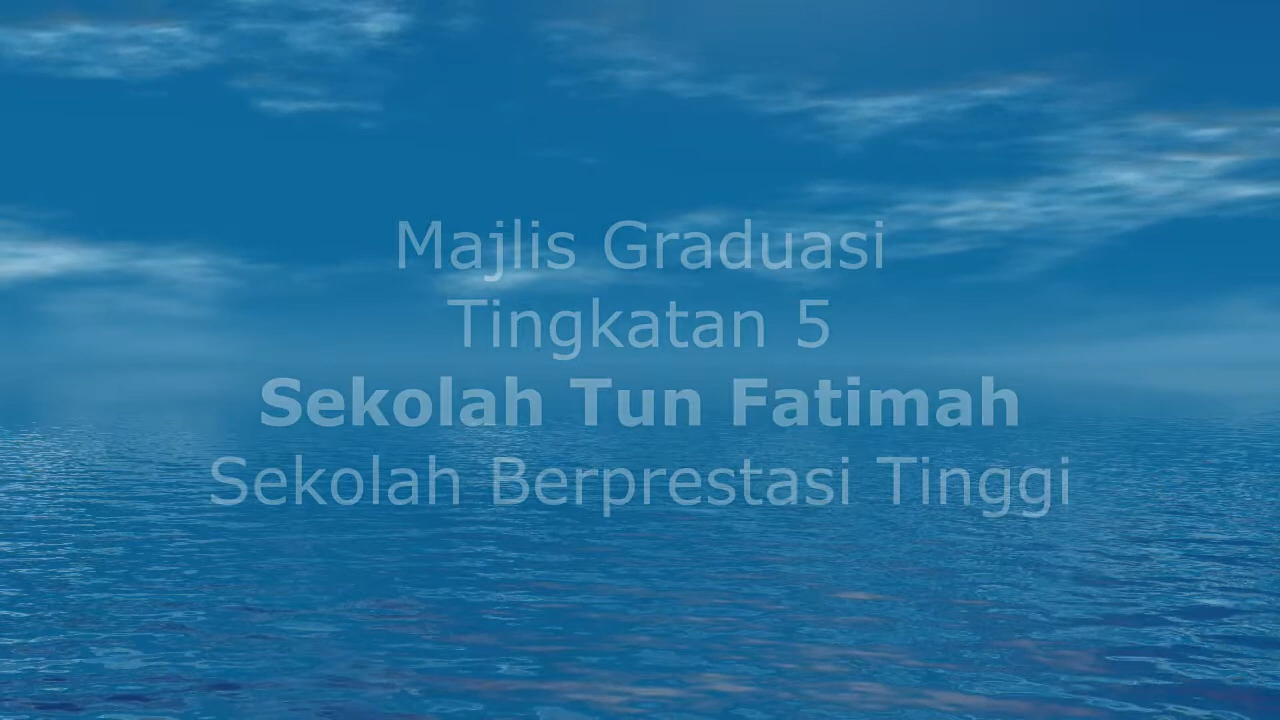 Majlis Graduasi
Tingkatan 5
Sekolah Tun Fatimah
Sekolah Berprestasi Tinggi